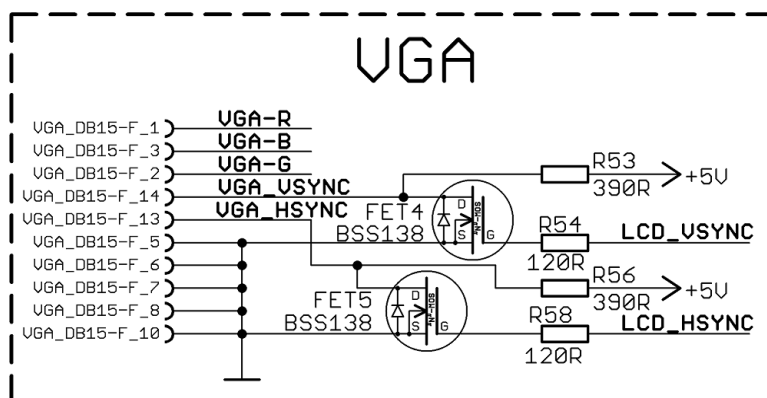 VGA
VGA_DB15-F_1 VGA-R
VGA_DB15-F_3 VGA-B
VGA_DB15-F_2 VGA-G
R53
390R
+5V
VGA_DB15-F_14 VGA_VSYNC
VGA_DB15-F_13 VGA_HSYNC
FET4
BSS138
D
S
G
"N"-MOS
R54
120R
LCD_VSYNC
VGA_DB15-F_5
VGA_DB15-F_6
VGA_DB15-F_7
R56
390R
+5V
VGA_DB15-F_8
VGA_DB15-F_10
FET5
BSS138
D
S
G
"N"-MOS
R58
120R
LCD_HSYNC